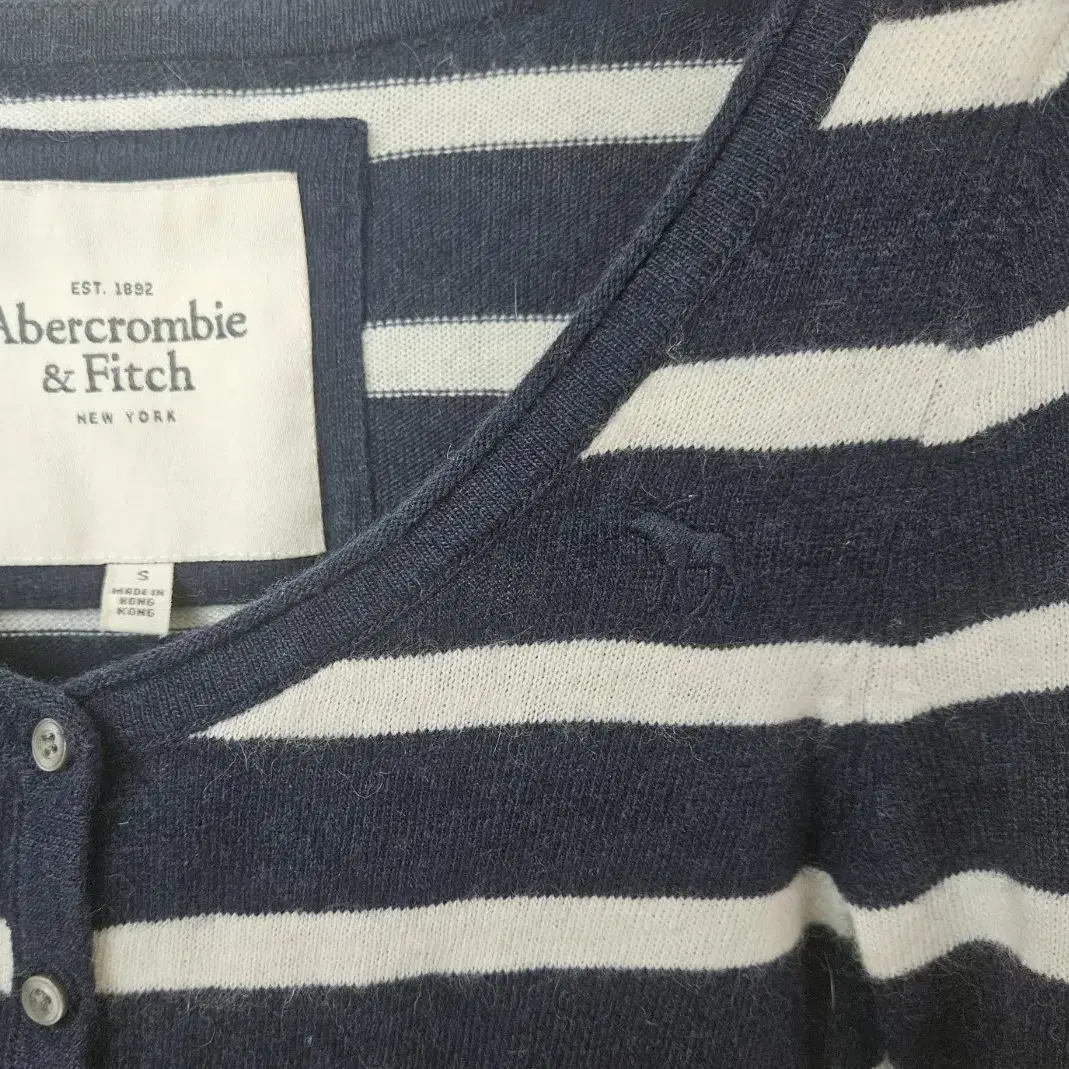 EST. 1892
Abercrombie
& Fitch
NEW YORK
S
MADE IN
HONG
KONG